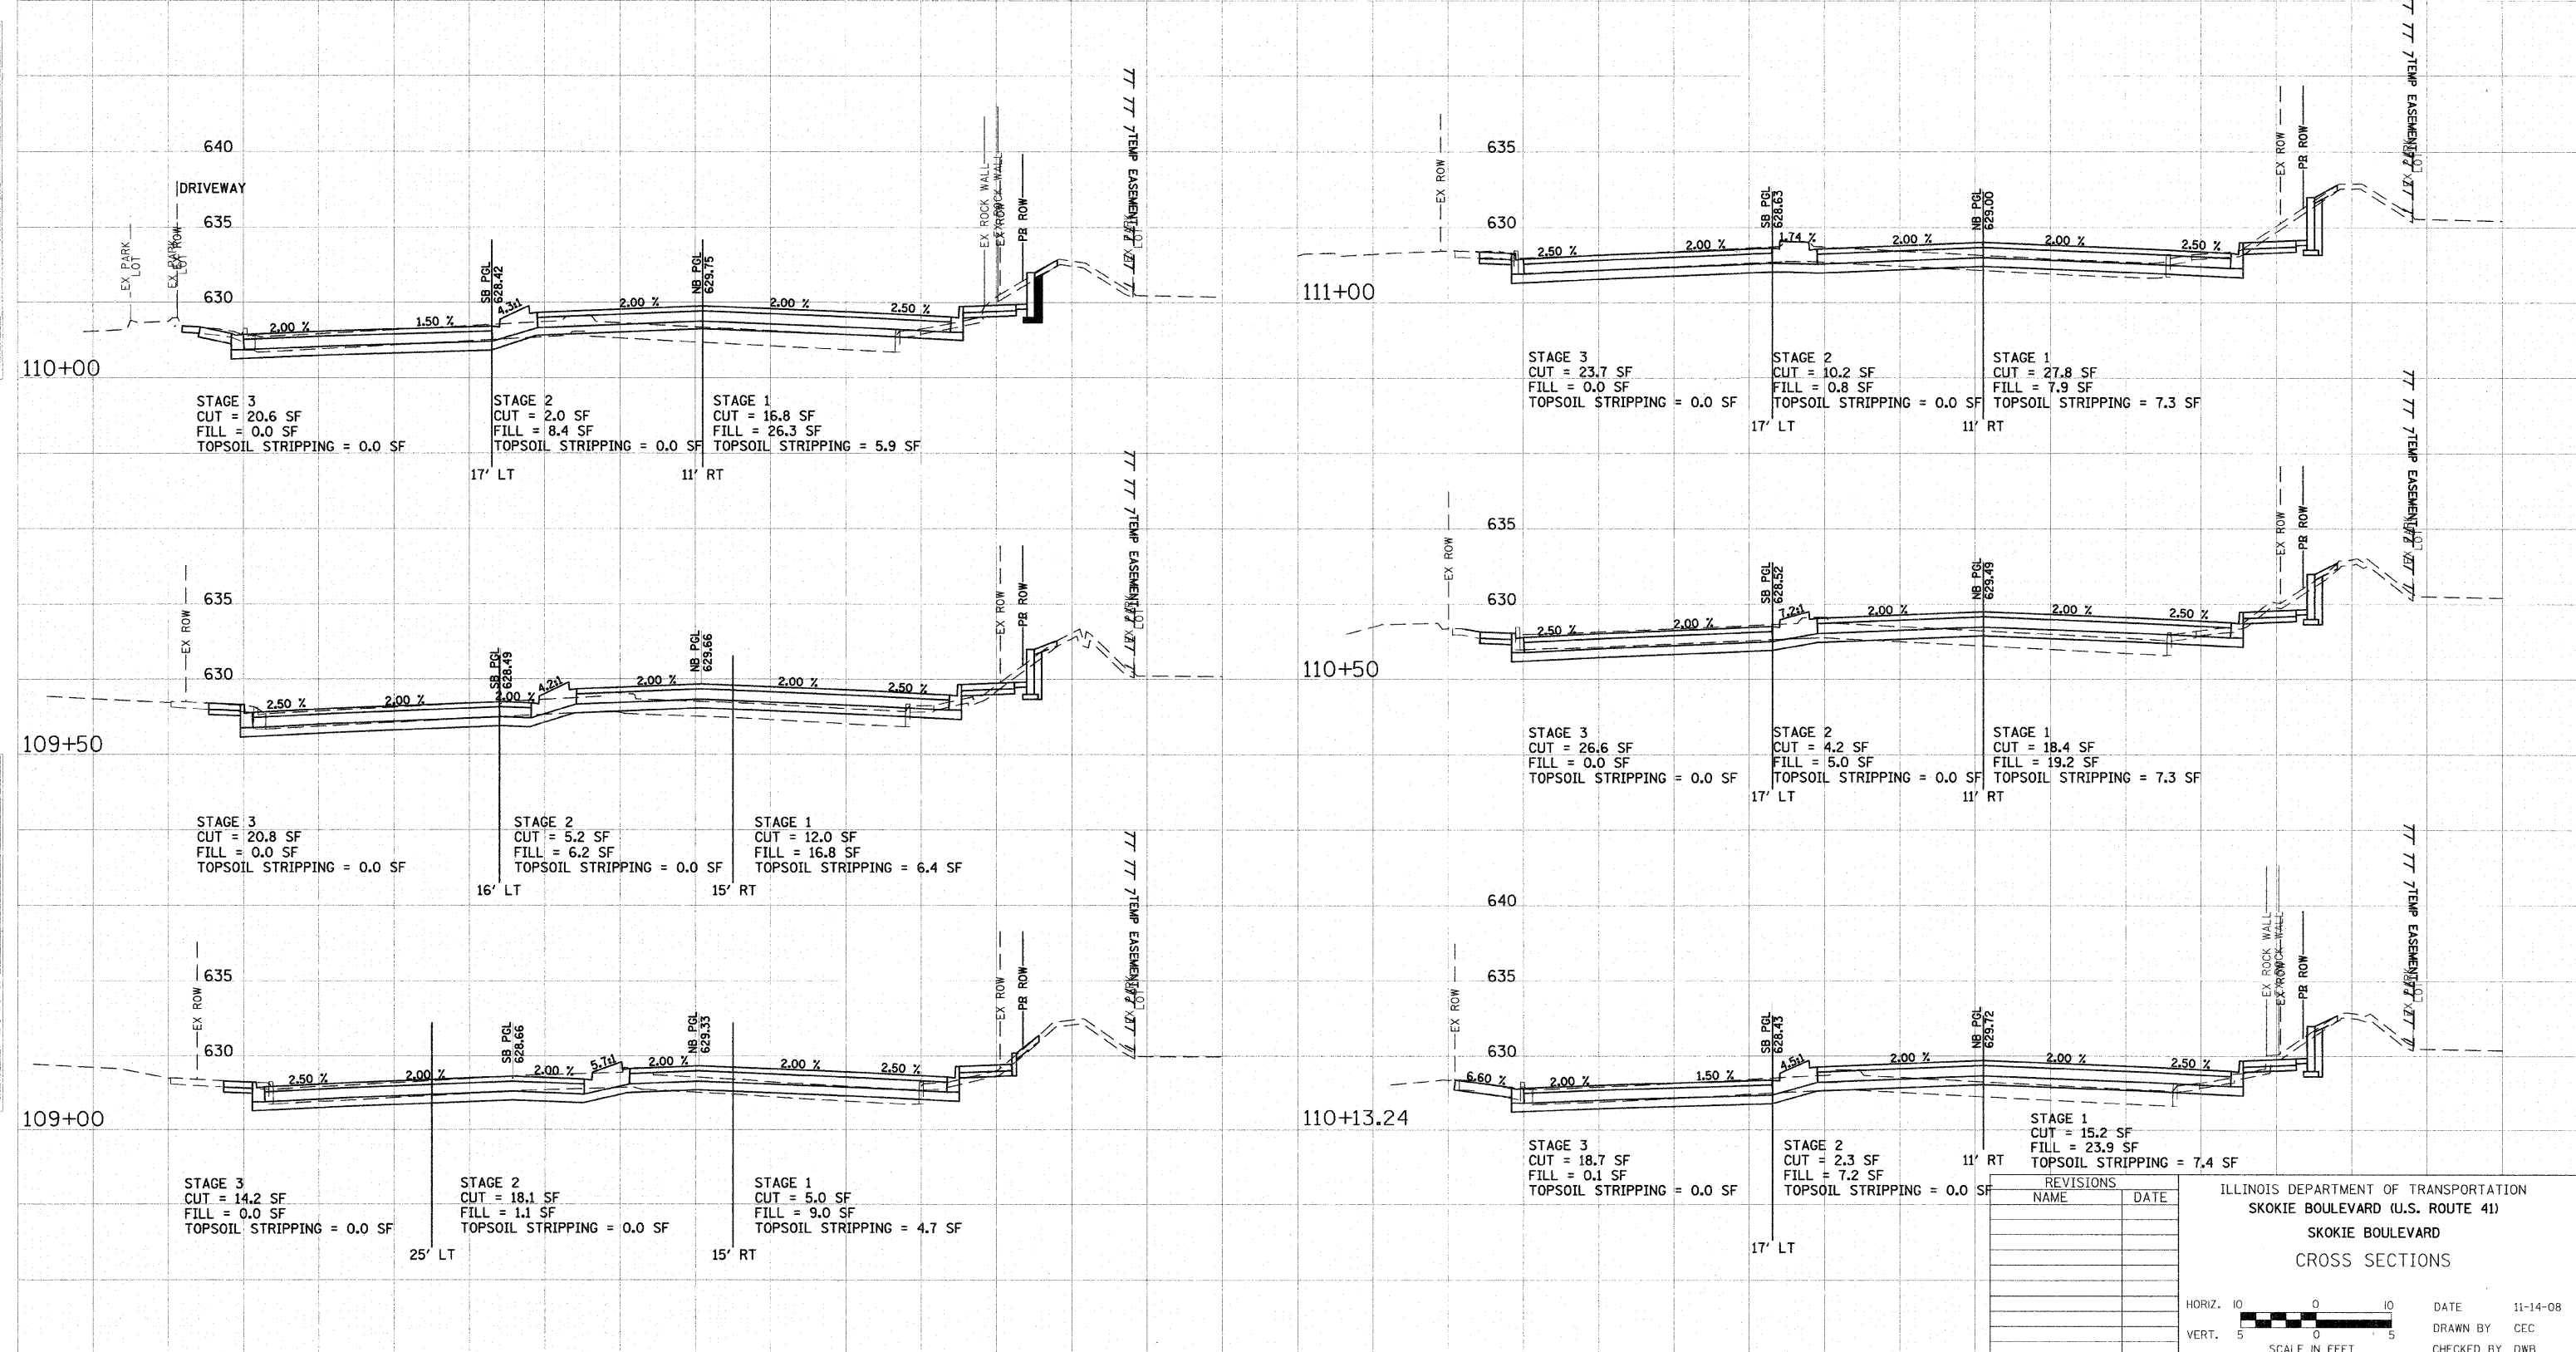 640
DRIVEWAY
635
630
EX PARK
LOT
EX ROW
EX ROCK WALL
EX ROW
PR ROW
TEMP EASEMENT
SB PGL
628.42
NB PGL
629.75
2.00 %
1.50 %
4.3:1
2.00 %
2.00 %
2.50 %
110+00
STAGE 3
CUT = 20.6 SF
FILL = 0.0 SF
TOPSOIL STRIPPING = 0.0 SF
STAGE 2
CUT = 2.0 SF
FILL = 8.4 SF
TOPSOIL STRIPPING = 0.0 SF
STAGE 1
CUT = 16.8 SF
FILL = 26.3 SF
TOPSOIL STRIPPING = 5.9 SF
17' LT
11' RT
635
630
EX ROW
EX ROW
PR ROW
TEMP EASEMENT
SB PGL
628.49
NB PGL
629.66
2.50 %
2.00 %
2.00 %
4.2:1
2.00 %
2.00 %
2.50 %
109+50
STAGE 3
CUT = 20.8 SF
FILL = 0.0 SF
TOPSOIL STRIPPING = 0.0 SF
STAGE 2
CUT = 5.2 SF
FILL = 6.2 SF
TOPSOIL STRIPPING = 0.0 SF
STAGE 1
CUT = 12.0 SF
FILL = 16.8 SF
TOPSOIL STRIPPING = 6.4 SF
16' LT
15' RT
635
630
EX ROW
EX ROW
PR ROW
TEMP EASEMENT
SB PGL
628.66
NB PGL
629.33
2.50 %
2.00 %
2.00 %
5.7:1
2.00 %
2.00 %
2.50 %
109+00
STAGE 3
CUT = 14.2 SF
FILL = 0.0 SF
TOPSOIL STRIPPING = 0.0 SF
STAGE 2
CUT = 18.1 SF
FILL = 1.1 SF
TOPSOIL STRIPPING = 0.0 SF
STAGE 1
CUT = 5.0 SF
FILL = 9.0 SF
TOPSOIL STRIPPING = 4.7 SF
25' LT
15' RT
635
630
EX ROW
EX ROW
PR ROW
TEMP EASEMENT
SB PGL
628.63
NB PGL
629.00
2.50 %
2.00 %
1.74 %
2.00 %
2.00 %
2.50 %
111+00
STAGE 3
CUT = 23.7 SF
FILL = 0.0 SF
TOPSOIL STRIPPING = 0.0 SF
STAGE 2
CUT = 10.2 SF
FILL = 0.8 SF
TOPSOIL STRIPPING = 0.0 SF
STAGE 1
CUT = 27.8 SF
FILL = 7.9 SF
TOPSOIL STRIPPING = 7.3 SF
17' LT
11' RT
635
630
EX ROW
EX ROW
PR ROW
TEMP EASEMENT
SB PGL
628.52
NB PGL
629.49
2.50 %
2.00 %
7.2:1
2.00 %
2.00 %
2.50 %
110+50
STAGE 3
CUT = 26.6 SF
FILL = 0.0 SF
TOPSOIL STRIPPING = 0.0 SF
STAGE 2
CUT = 4.2 SF
FILL = 5.0 SF
TOPSOIL STRIPPING = 0.0 SF
STAGE 1
CUT = 18.4 SF
FILL = 19.2 SF
TOPSOIL STRIPPING = 7.3 SF
17' LT
11' RT
640
635
630
EX ROW
EX ROCK WALL
EX ROW
PR ROW
TEMP EASEMENT
SB PGL
628.43
NB PGL
629.72
6.60 %
2.00 %
1.50 %
4.5:1
2.00 %
2.00 %
2.50 %
110+13.24
STAGE 3
CUT = 18.7 SF
FILL = 0.1 SF
TOPSOIL STRIPPING = 0.0 SF
STAGE 2
CUT = 2.3 SF
FILL = 7.2 SF
TOPSOIL STRIPPING = 0.0 SF
STAGE 1
CUT = 15.2 SF
FILL = 23.9 SF
TOPSOIL STRIPPING = 7.4 SF
17' LT
11' RT
REVISIONS
NAME DATE
ILLINOIS DEPARTMENT OF TRANSPORTATION
SKOKIE BOULEVARD (U.S. ROUTE 41)
SKOKIE BOULEVARD
CROSS SECTIONS
HORIZ. 10 0 10
VERT. 5 0 5
SCALE IN FEET
DATE 11-14-08
DRAWN BY CEC
CHECKED BY DWB